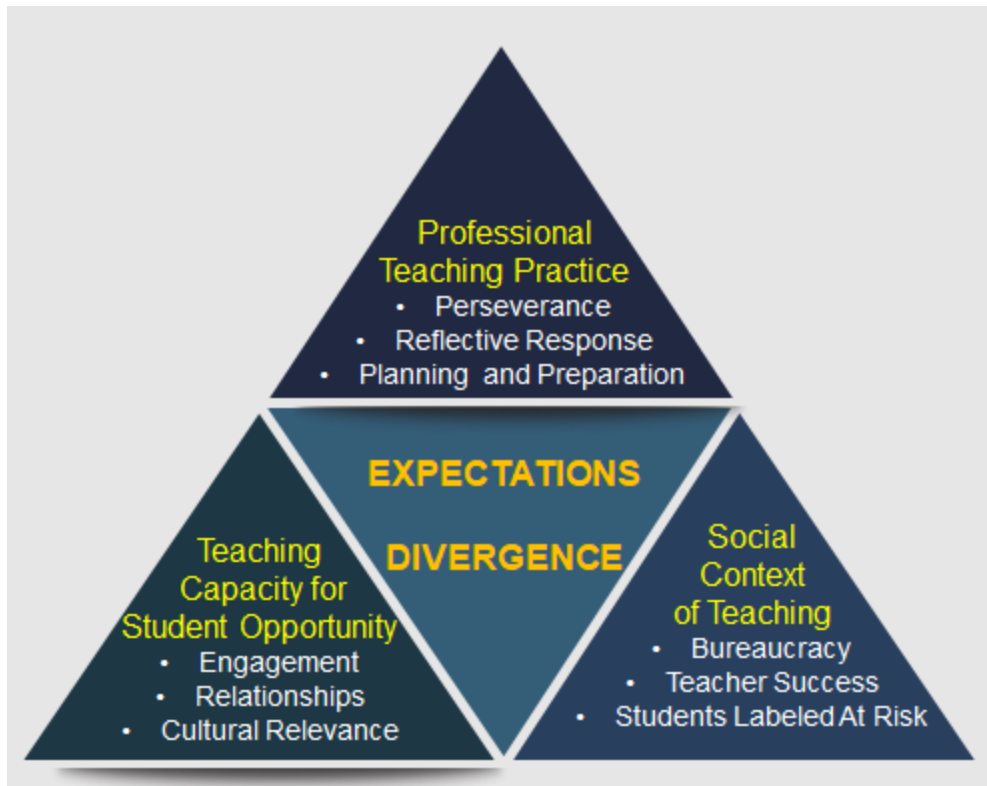 Professional
Teaching Practice
• Perseverance
• Reflective Response
• Planning and Preparation
EXPECTATIONS
DIVERGENCE
Teaching
Capacity for
Student Opportunity
• Engagement
• Relationships
• Cultural Relevance
Social
Context
of Teaching
• Bureaucracy
• Teacher Success
• Students Labeled At Risk